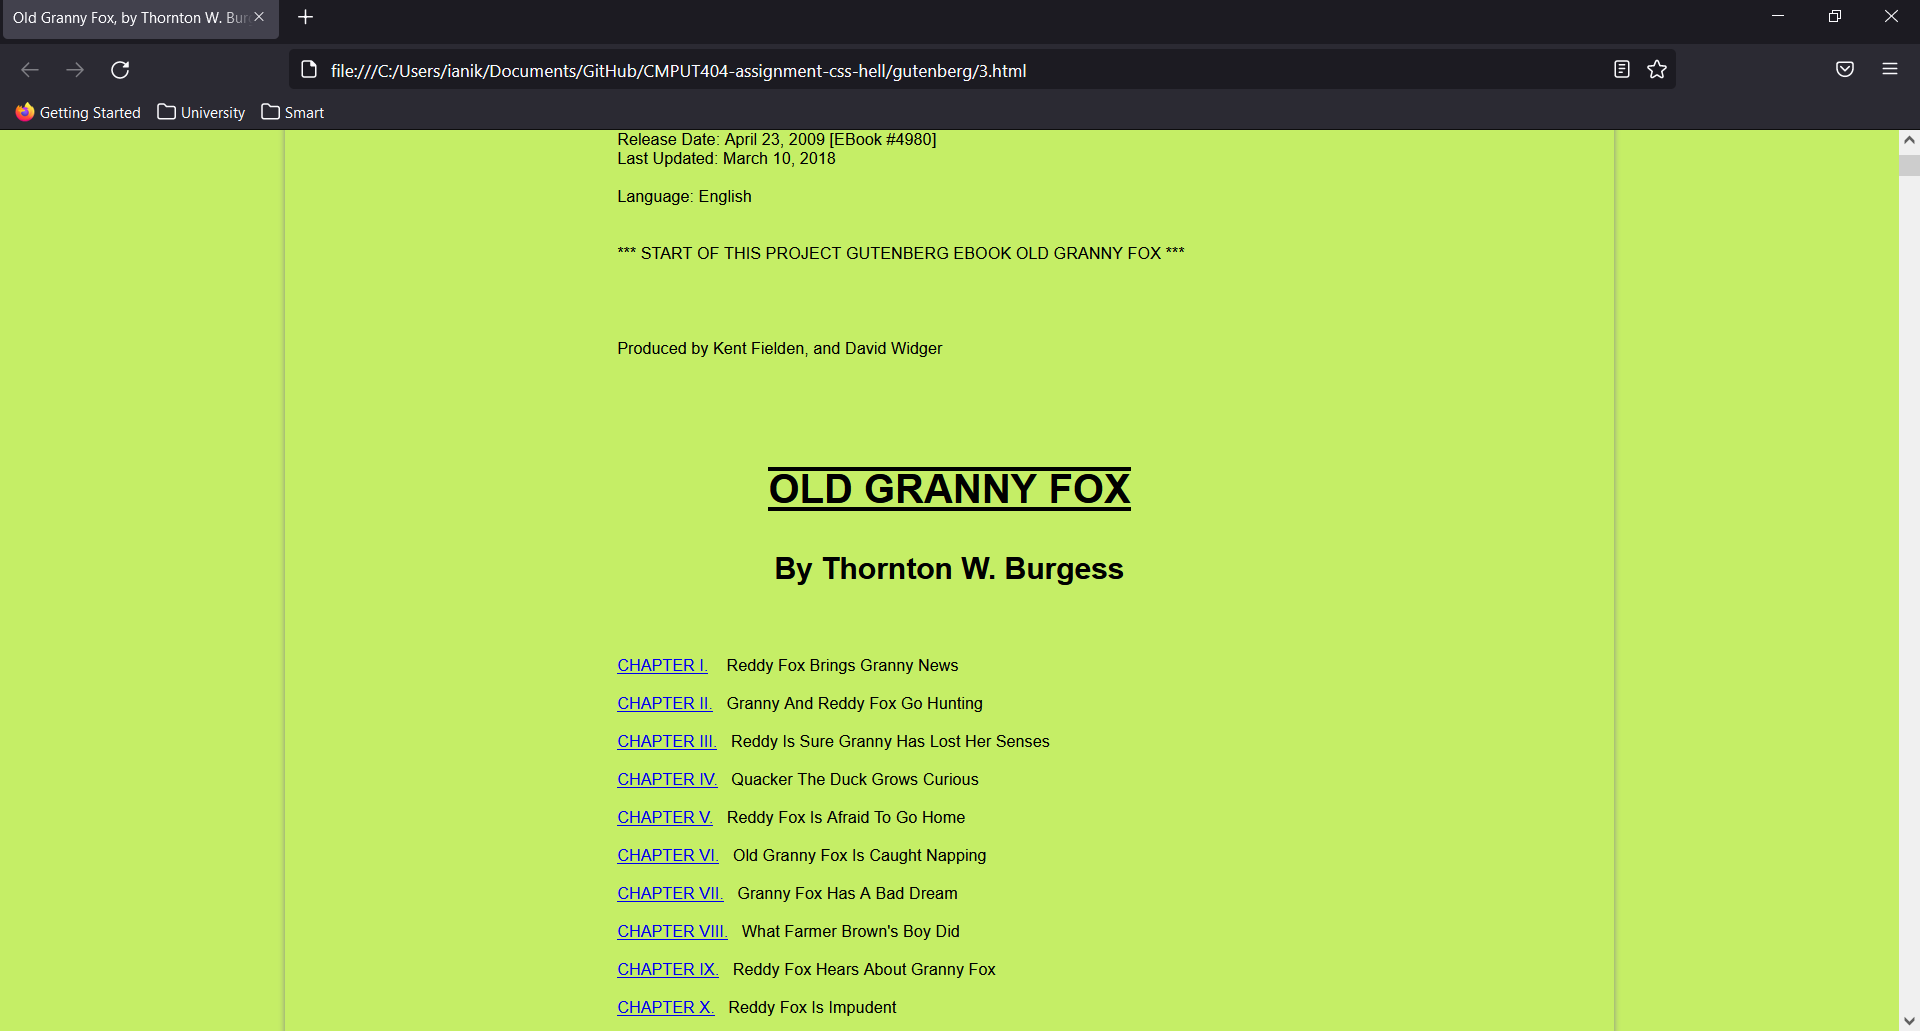 Old Granny Fox, by Thornton W. Bur
file:///C:/Users/ianik/Documents/GitHub/CMPUT404-assignment-css-hell/gutenberg/3.html
Getting Started University Smart
Release Date: April 23, 2009 [EBook #4980]
Last Updated: March 10, 2018
Language: English
*** START OF THIS PROJECT GUTENBERG EBOOK OLD GRANNY FOX ***
Produced by Kent Fielden, and David Widger
OLD GRANNY FOX
By Thornton W. Burgess
CHAPTER I. Reddy Fox Brings Granny News
CHAPTER II. Granny And Reddy Fox Go Hunting
CHAPTER III. Reddy Is Sure Granny Has Lost Her Senses
CHAPTER IV. Quacker The Duck Grows Curious
CHAPTER V. Reddy Fox Is Afraid To Go Home
CHAPTER VI. Old Granny Fox Is Caught Napping
CHAPTER VII. Granny Fox Has A Bad Dream
CHAPTER VIII. What Farmer Brown's Boy Did
CHAPTER IX. Reddy Fox Hears About Granny Fox
CHAPTER X. Reddy Fox Is Impudent